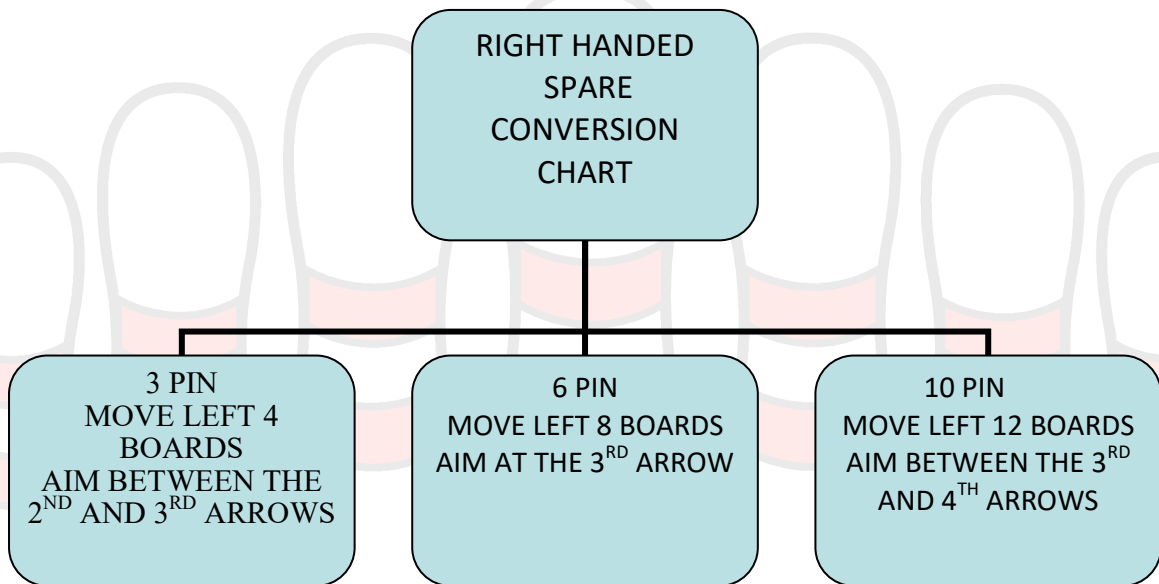 RIGHT HANDED
SPARE
CONVERSION
CHART
3 PIN
MOVE LEFT 4
BOARDS
AIM BETWEEN THE
2ND AND 3RD ARROWS
6 PIN
MOVE LEFT 8 BOARDS
AIM AT THE 3RD ARROW
10 PIN
MOVE LEFT 12 BOARDS
AIM BETWEEN THE 3RD
AND 4TH ARROWS